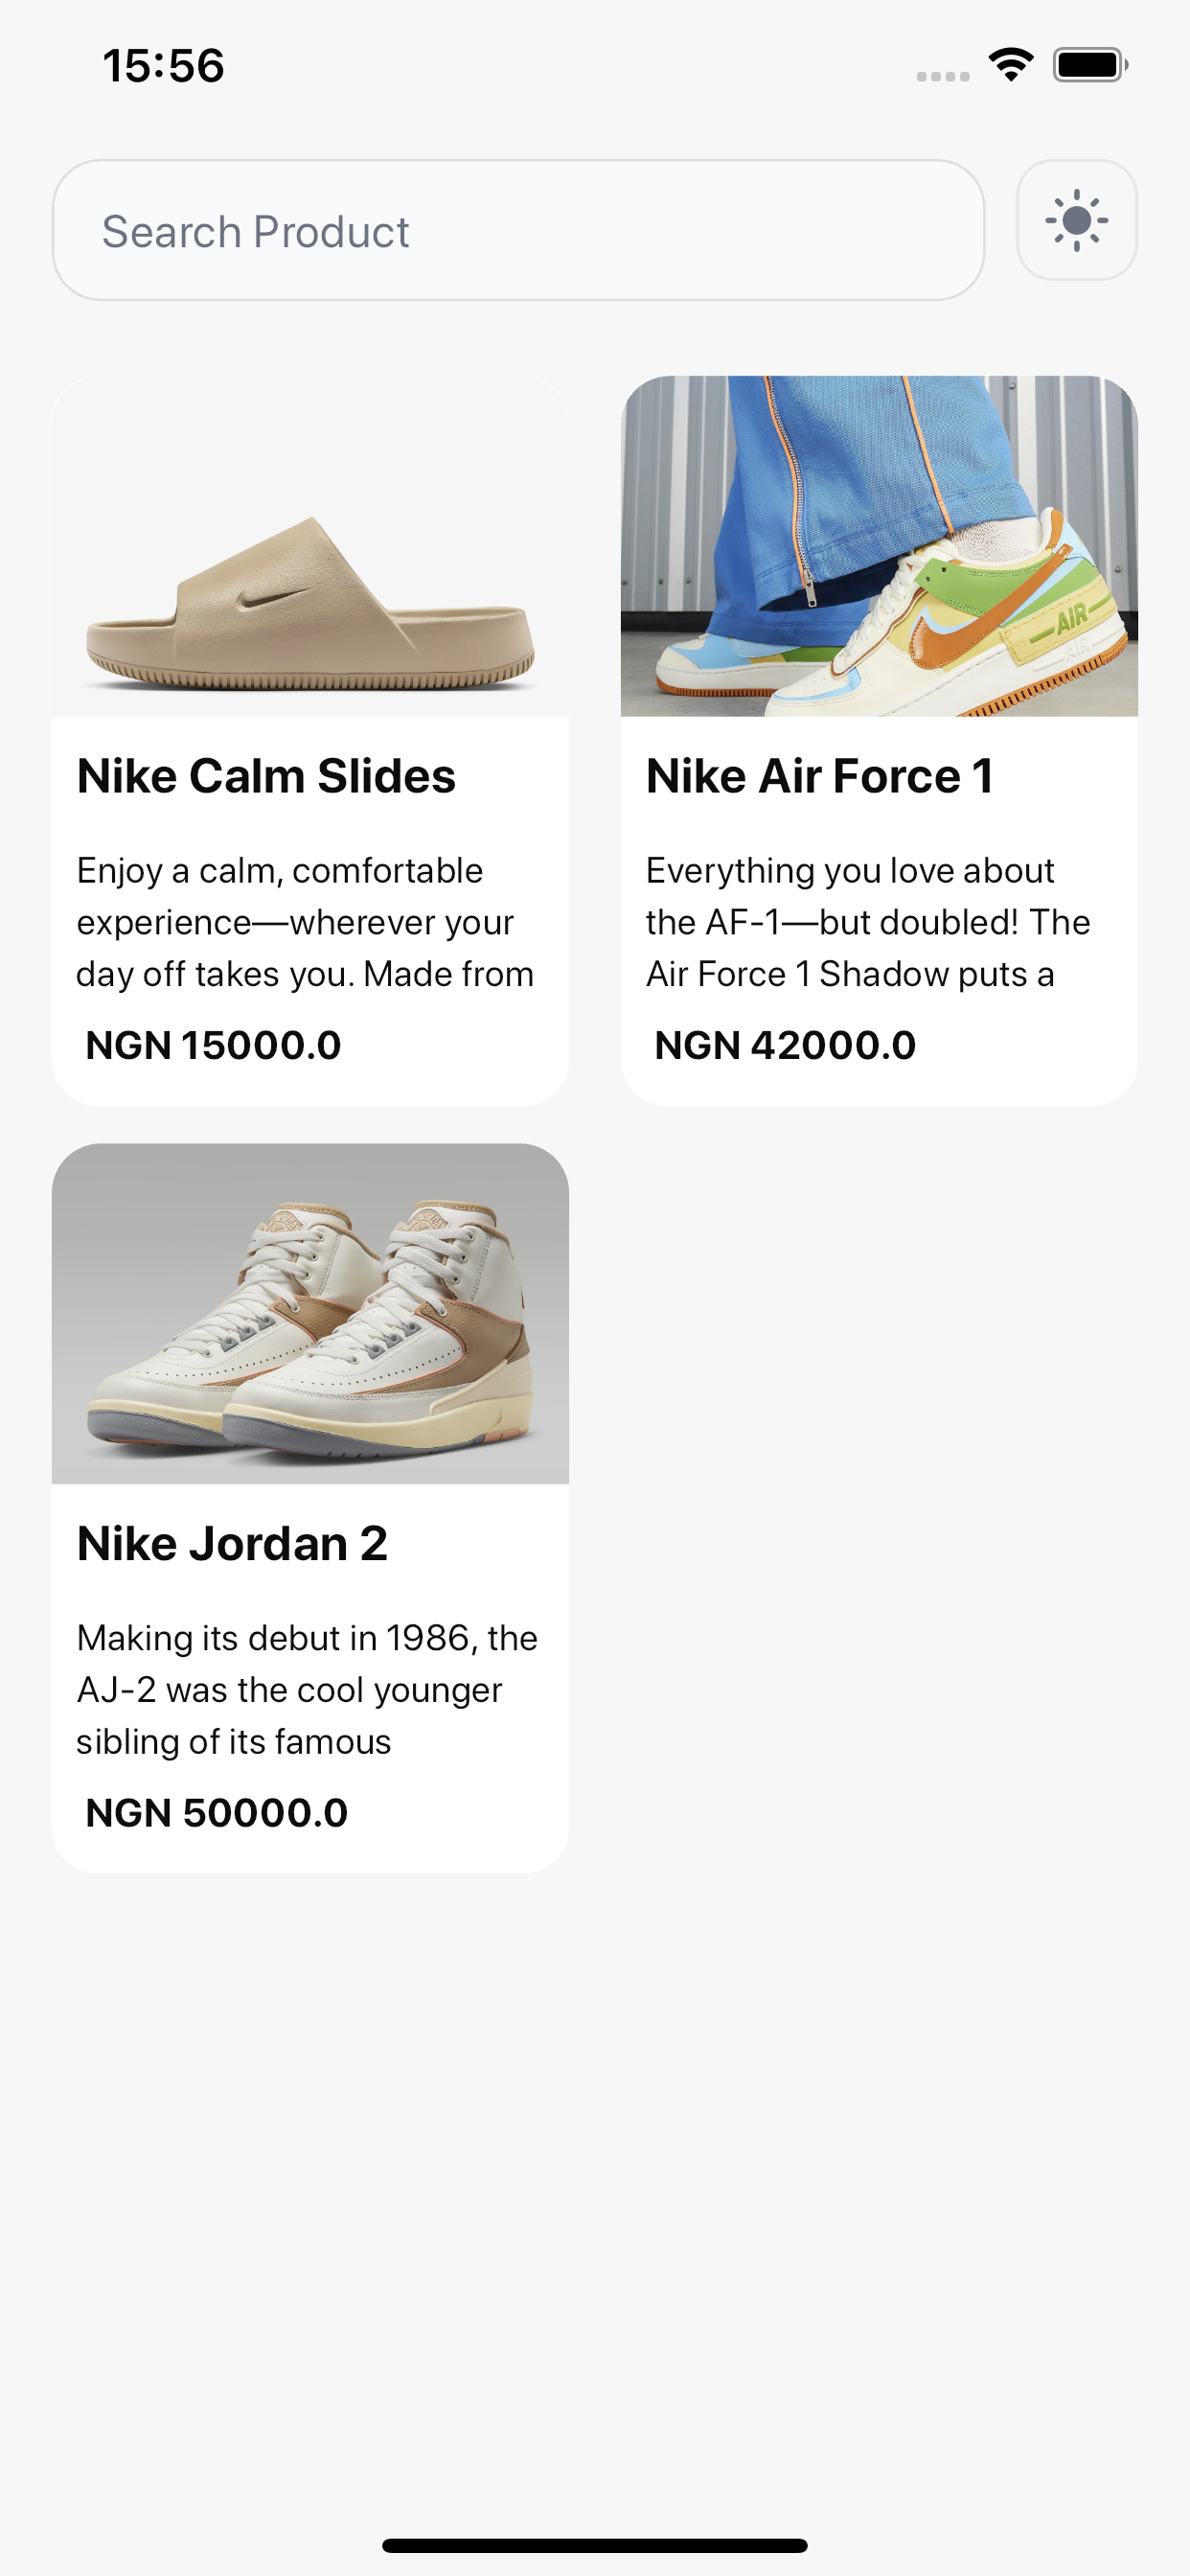 15:56
Search Product
Nike Calm Slides
Enjoy a calm, comfortable
experience—wherever your
day off takes you. Made from
NGN 15000.0
AIR
AIR
Nike Air Force 1
Everything you love about
the AF-1—but doubled! The
Air Force 1 Shadow puts a
NGN 42000.0
Nike Jordan 2
Making its debut in 1986, the
AJ-2 was the cool younger
sibling of its famous
NGN 50000.0